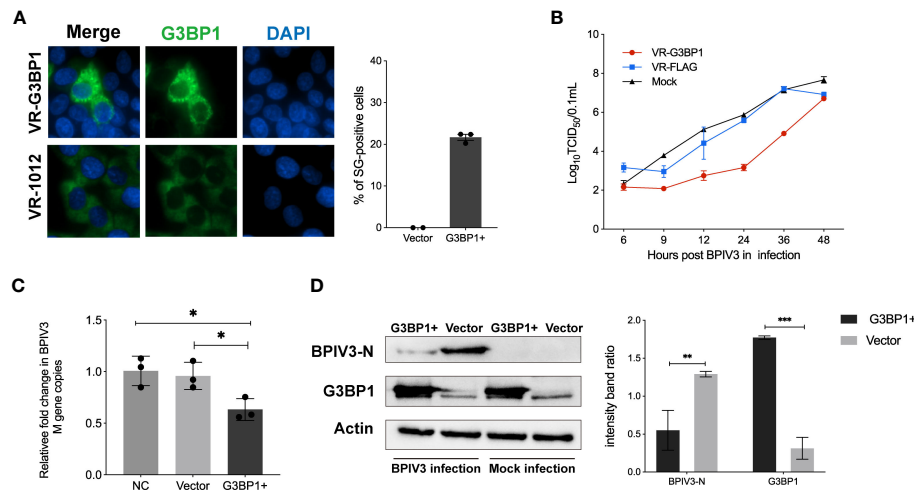 A
Merge G3BP1 DAPI
VR-G3BP1
VR-1012
% of SG-positive cells
40
30
20
10
0
Vector G3BP1+
B
Log10TCID50/0.1mL
10
8
6
4
2
0
VR-G3BP1
VR-FLAG
Mock
6 9 12 24 36 48
Hours post BPIV3 in infection
C
Relativee fold change in BPIV3
M gene copies
1.5
1.0
0.5
0.0
* *
NC Vector G3BP1+
D
G3BP1+ Vector G3BP1+ Vector
BPIV3-N
G3BP1
Actin
BPIV3 infection Mock infection
intensity band ratio
2.0
1.5
1.0
0.5
0.0
** ***
BPIV3-N G3BP1
G3BP1+
Vector